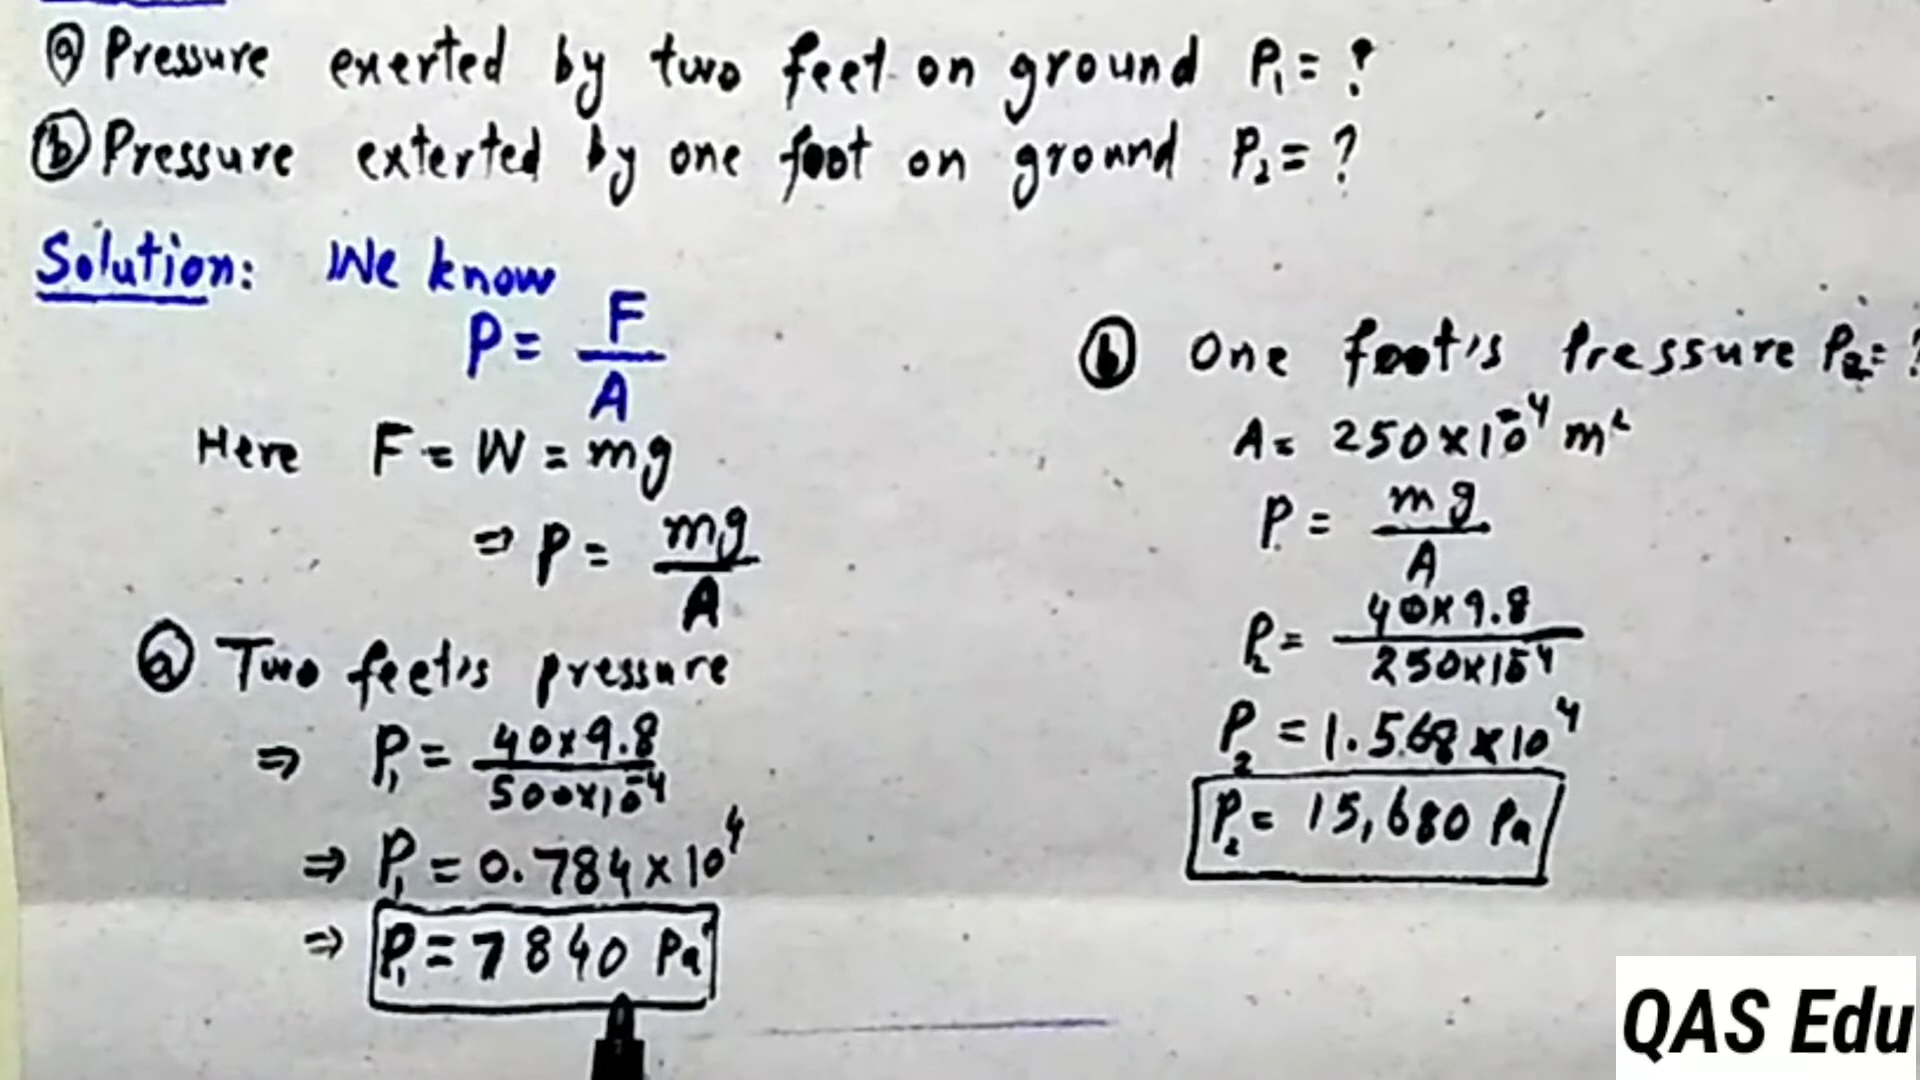 (a) Pressure exerted by two feet on ground P₁ = ?
(b) Pressure exterted by one foot on ground P₂ = ?
Solution: We know
P = F/A
Here F = W = mg
⇒ P = mg/A
(a) Two feet's pressure
⇒ P₁ = 40×9.8/500×10⁻⁴
⇒ P₁ = 0.784 × 10⁴
⇒ P₁ = 7840 Pa
(b) One foot's Pressure P₂ = ?
A = 250×10⁻⁴ m²
P = mg/A
P₂ = 40×9.8/250×10⁻⁴
P₂ = 1.568 × 10⁴
P₂ = 15,680 Pa
QAS Edu